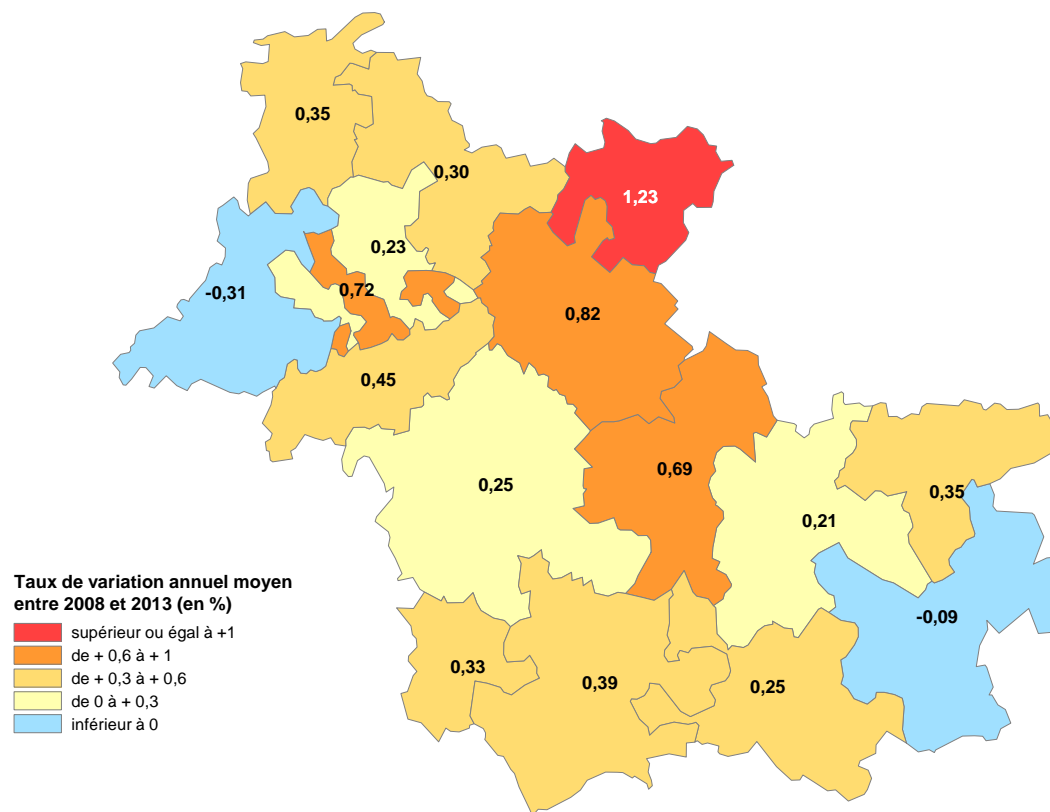 0,35
0,30
1,23
0,23
-0,31
0,72
0,82
0,45
0,69
0,25
0,35
0,21
Taux de variation annuel moyen
entre 2008 et 2013 (en %)
supérieur ou égal à +1
de + 0,6 à + 1
de + 0,3 à + 0,6
de 0 à + 0,3
inférieur à 0
-0,09
0,33
0,39
0,25